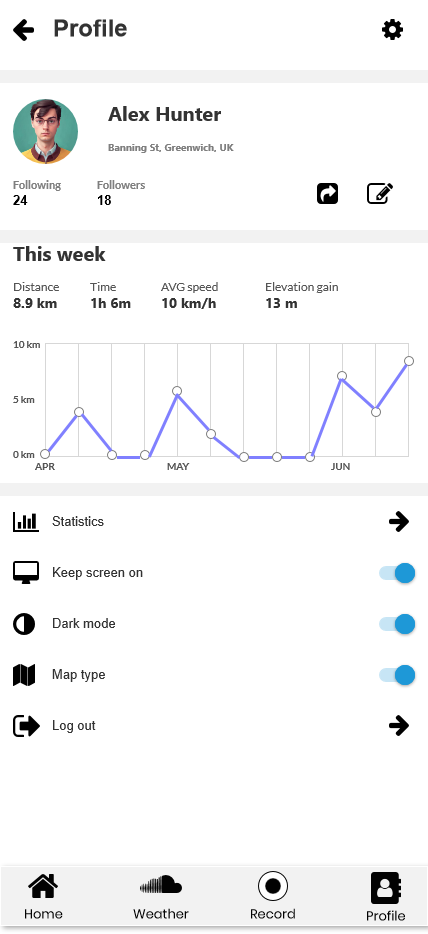 Profile
Alex Hunter
Banning St, Greenwich, UK
Following Followers
24 18
This week
Distance Time AVG speed Elevation gain
8.9 km 1h 6m 10 km/h 13 m
10 km
5 km
0 km
APR MAY JUN
Statistics
Keep screen on
Dark mode
Map type
Log out
Home Weather Record Profile